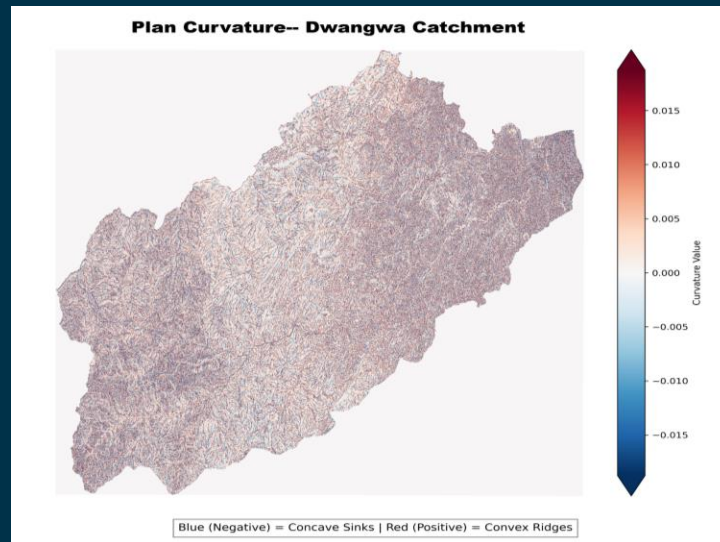 Plan Curvature-- Dwangwa Catchment
0.015
0.010
0.005
0.000
−0.005
−0.010
−0.015
Curvature Value
Blue (Negative) = Concave Sinks | Red (Positive) = Convex Ridges